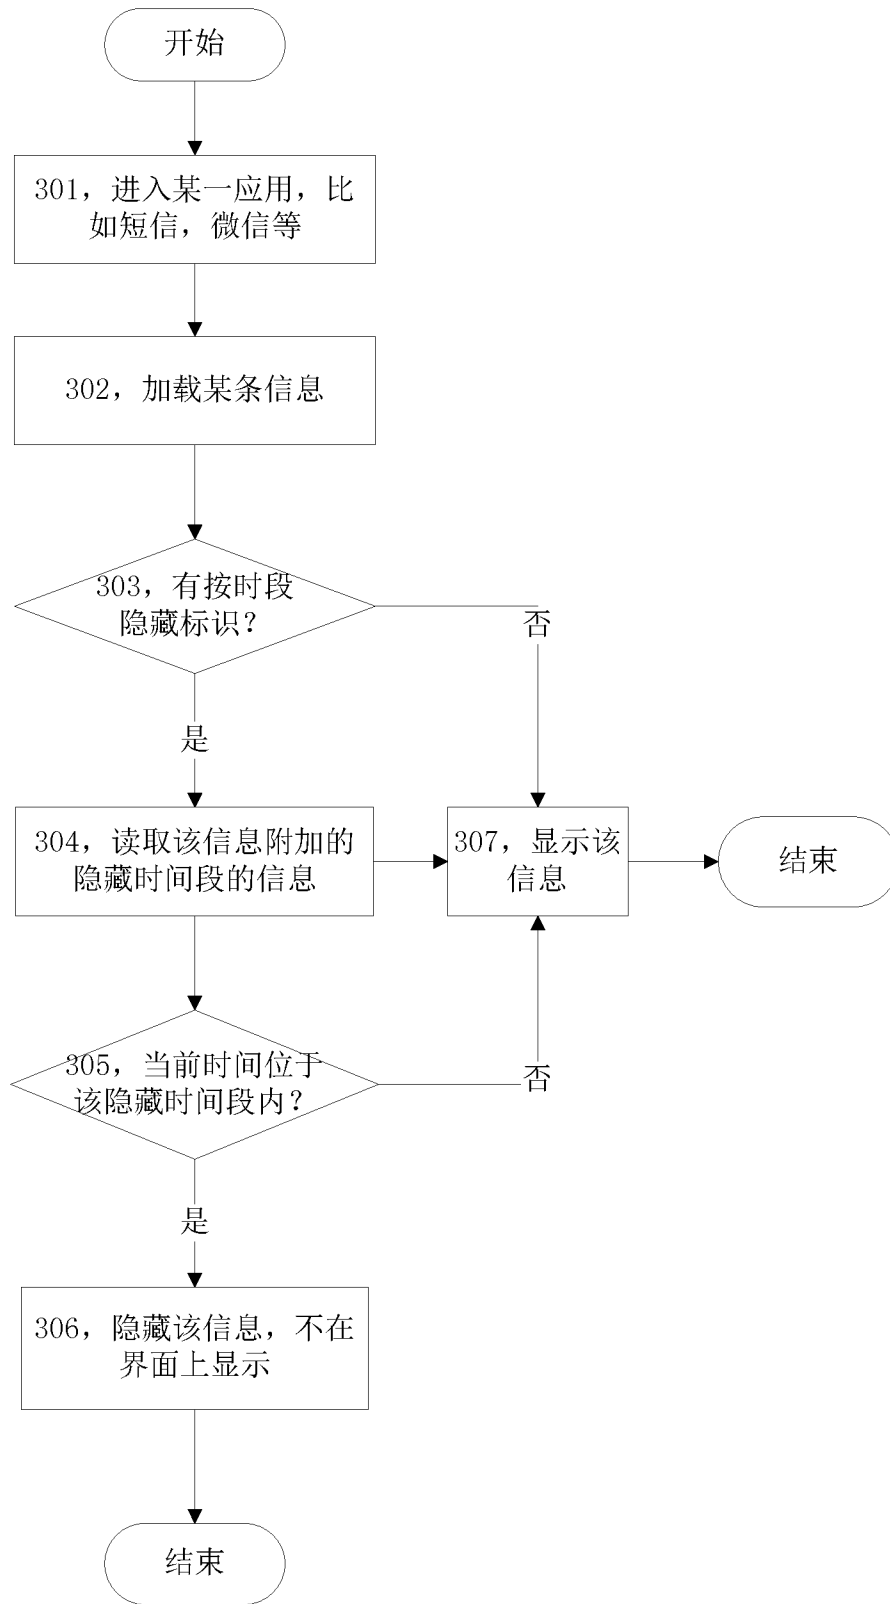 开始
301，进入某一应用，比
如短信，微信等
302，加载某条信息
303，有按时段
隐藏标识？
否
是
304，读取该信息附加的
隐藏时间段的信息
307，显示该
信息
结束
305，当前时间位于
该隐藏时间段内？
否
是
306，隐藏该信息，不在
界面上显示
结束